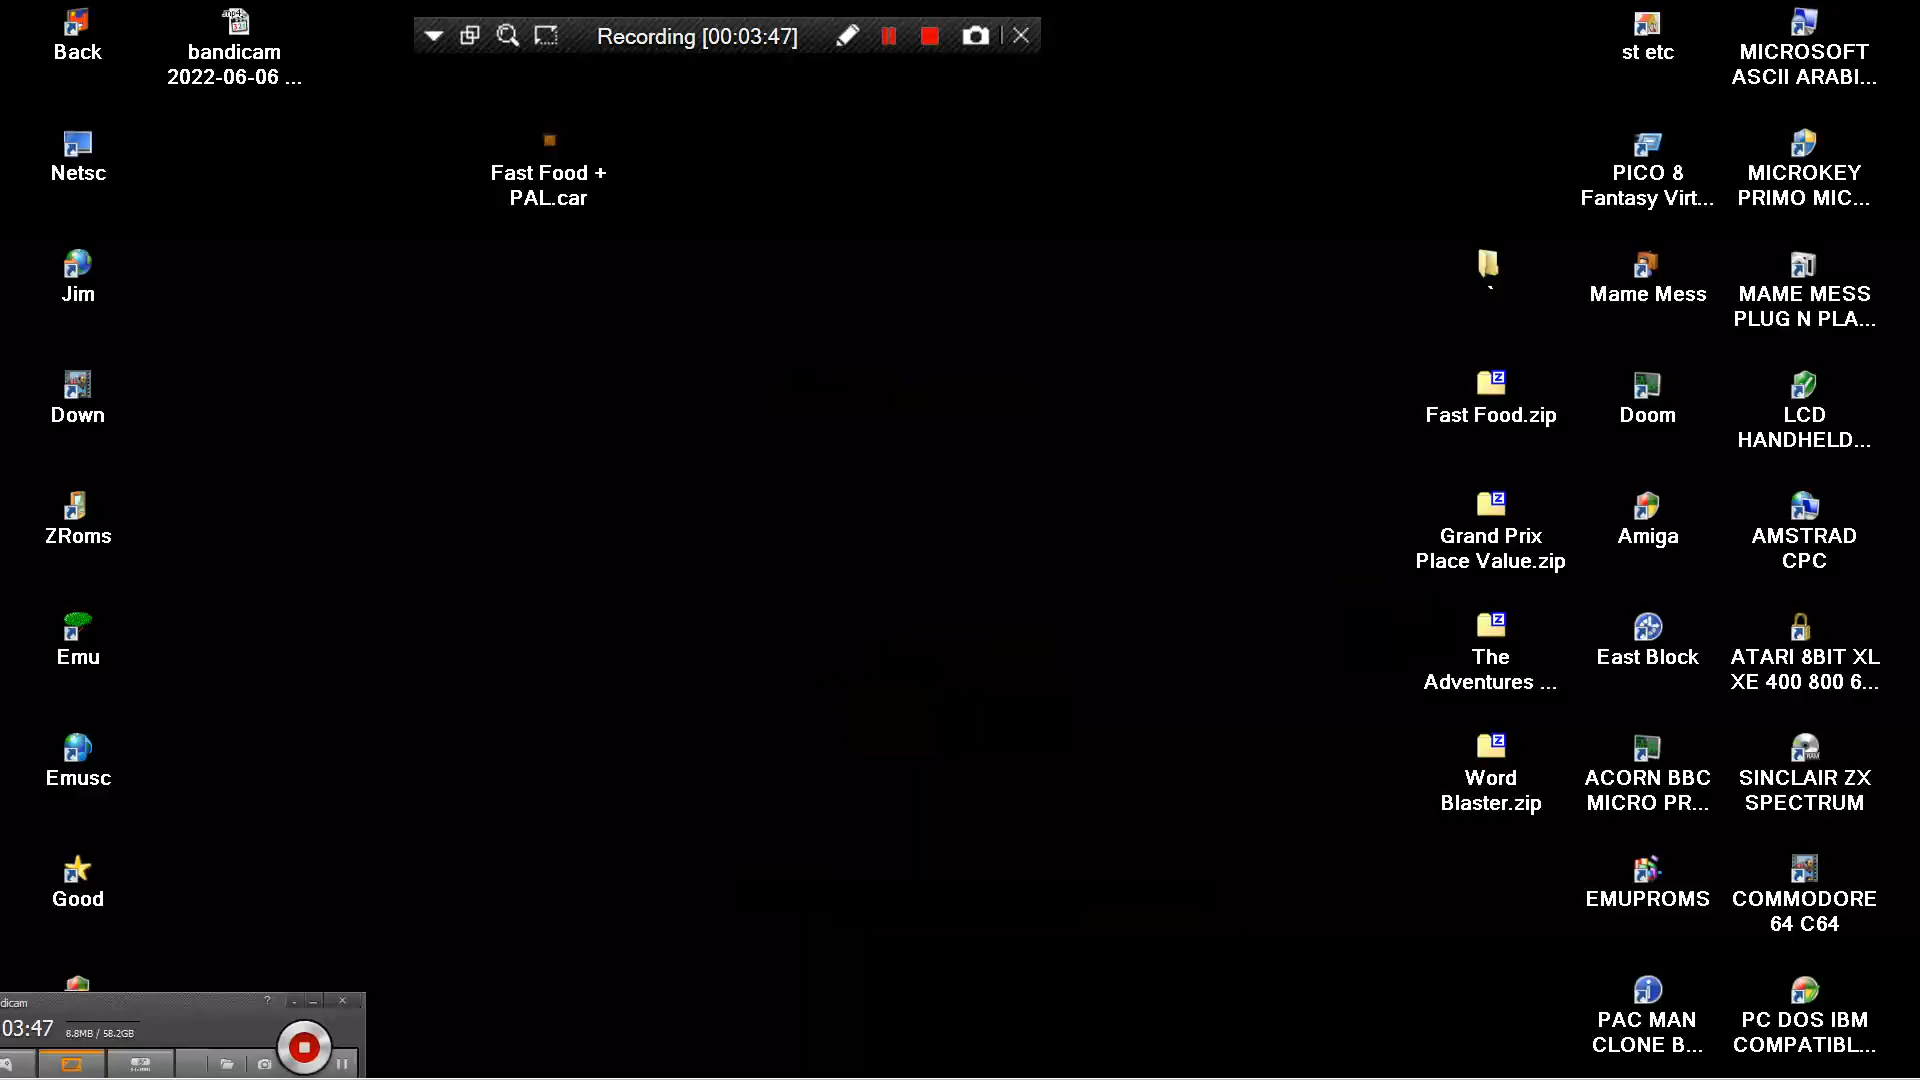 Back
bandicam
2022-06-06 ...
Recording [00:03:47]
st etc
MICROSOFT
ASCII ARABI...
Netsc
Fast Food +
PAL.car
PICO 8
Fantasy Virt...
MICROKEY
PRIMO MIC...
Jim
`
Mame Mess
MAME MESS
PLUG N PLA...
Down
Fast Food.zip
Doom
LCD
HANDHELD...
ZRoms
Grand Prix
Place Value.zip
Amiga
AMSTRAD
CPC
Emu
The
Adventures ...
East Block
ATARI 8BIT XL
XE 400 800 6...
Emusc
Word
Blaster.zip
ACORN BBC
MICRO PR...
SINCLAIR ZX
SPECTRUM
Good
EMUPROMS
COMMODORE
64 C64
PAC MAN
CLONE B...
PC DOS IBM
COMPATIBL...
dicam
03:47
8.8MB / 58.2GB